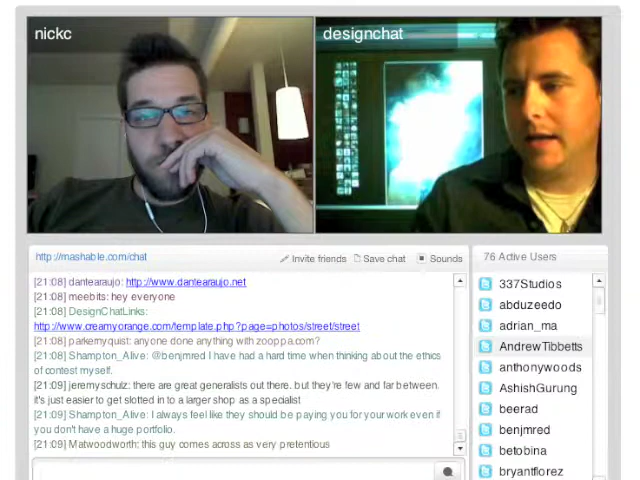 nickc
designchat
http://mashable.com/chat
Invite friends
Save chat
Sounds
[21:08] dantearaujo: http://www.dantearaujo.net
[21:08] meebits: hey everyone
[21:08] DesignChatLinks:
http://www.creamyorange.com/template.php?page=photos/street/street
[21:08] parkernyquist: anyone done anything with zooppa.com?
[21:08] Shampton_Alive: @benjmred I have had a hard time when thinking about the ethics
of contest myself.
[21:09] jeremyschulz: there are great generalists out there. but they're few and far between.
it's just easier to get slotted in to a larger shop as a specialist
[21:09] Shampton_Alive: I always feel like they should be paying you for your work even if
you don't have a huge portfolio.
[21:09] Matwoodworth: this guy comes across as very pretentious
76 Active Users
337Studios
abduzeedo
adrian_ma
AndrewTibbetts
anthonywoods
AshishGurung
beerad
benjmred
betobina
bryantflorez